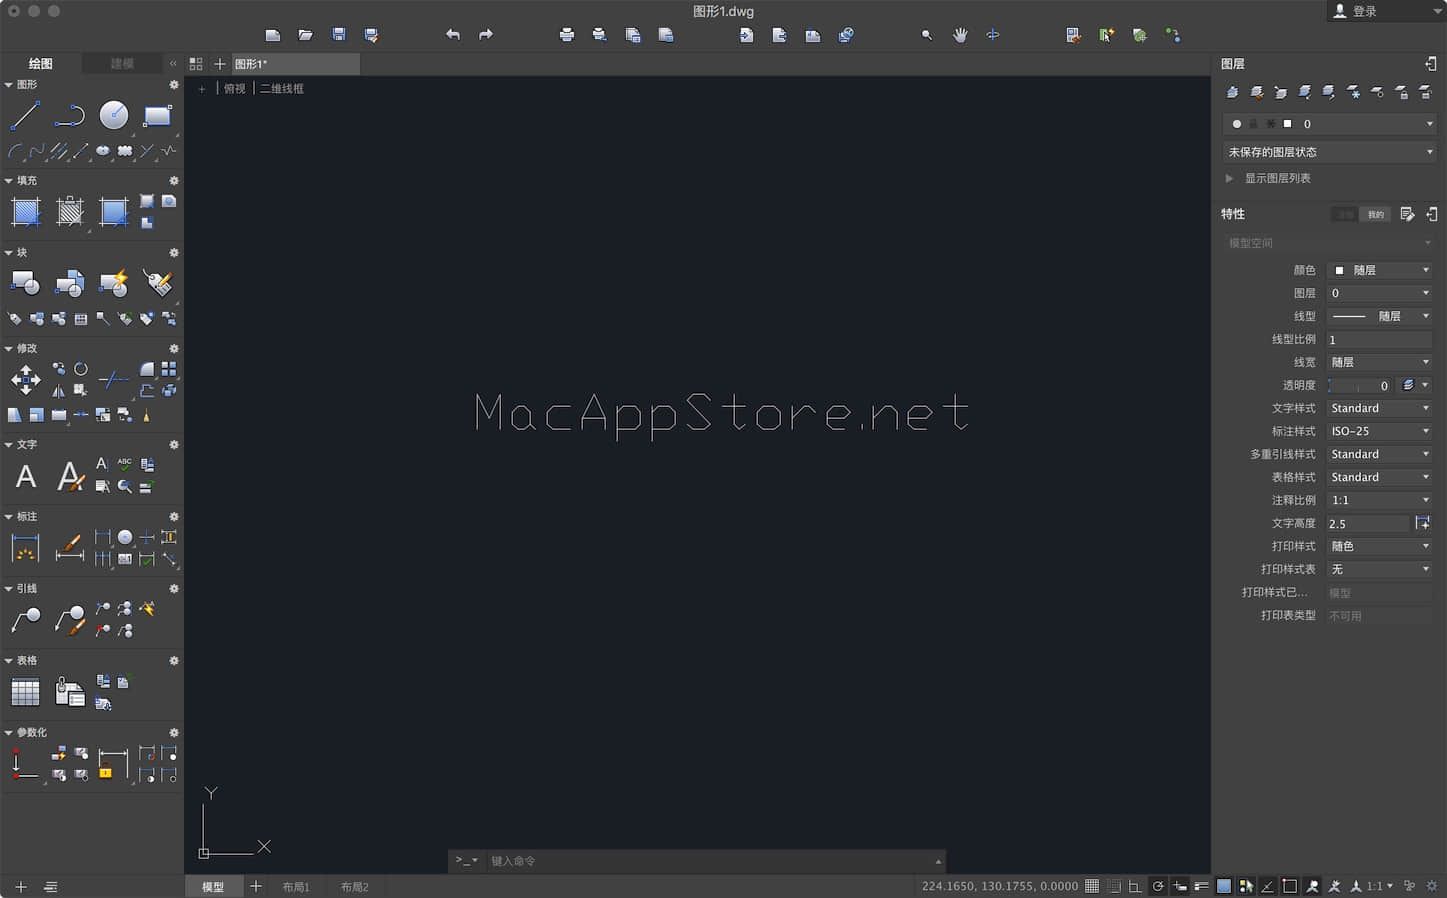 图形1.dwg
登录
绘图
建模
图形1*
图层
俯视
二维线框
图形
填充
块
修改
文字
标注
引线
表格
参数化
MacAppStore.net
Y
X
>_
键入命令
0
未保存的图层状态
显示图层列表
特性
我的
模型空间
颜色 随层
图层 0
线型 随层
线型比例 1
线宽 随层
透明度 0
文字样式 Standard
标注样式 ISO-25
多重引线样式 Standard
表格样式 Standard
注释比例 1:1
文字高度 2.5
打印样式 随色
打印样式表 无
打印样式已... 模型
打印表类型 不可用
模型
布局1
布局2
224.1650, 130.1755, 0.0000
1:1